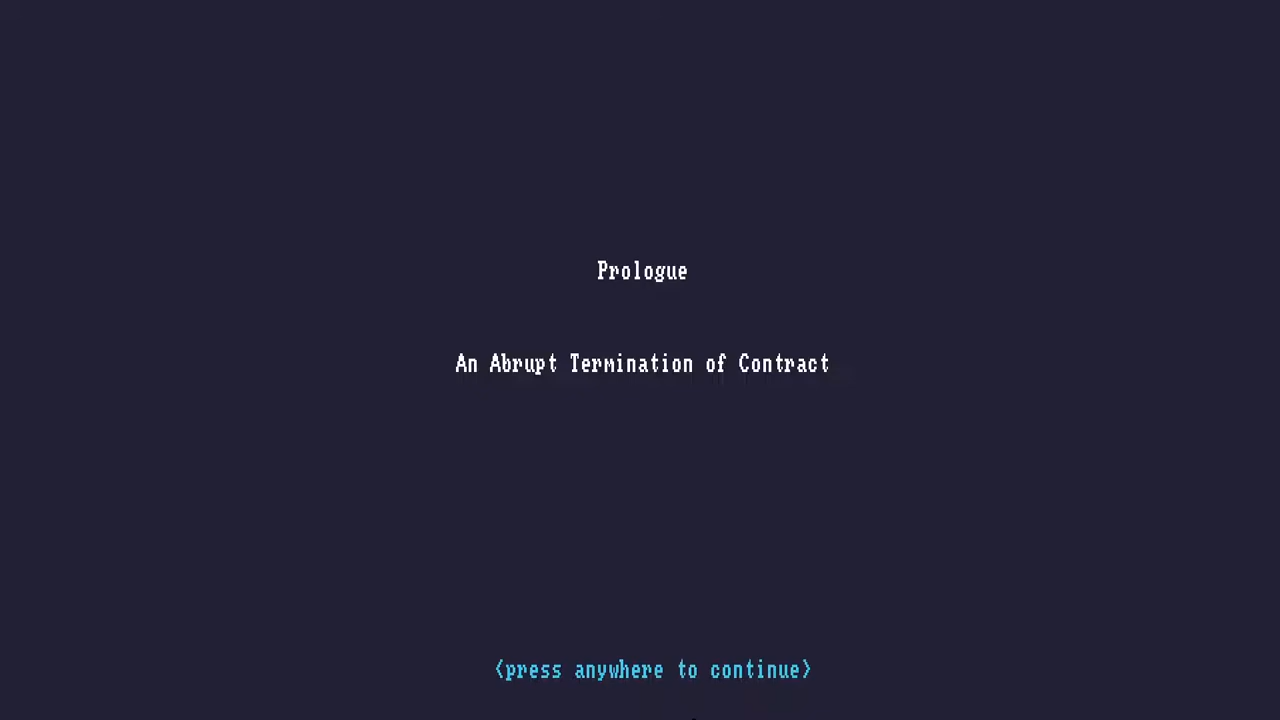 Prologue
An Abrupt Termination of Contract
<press anywhere to continue>